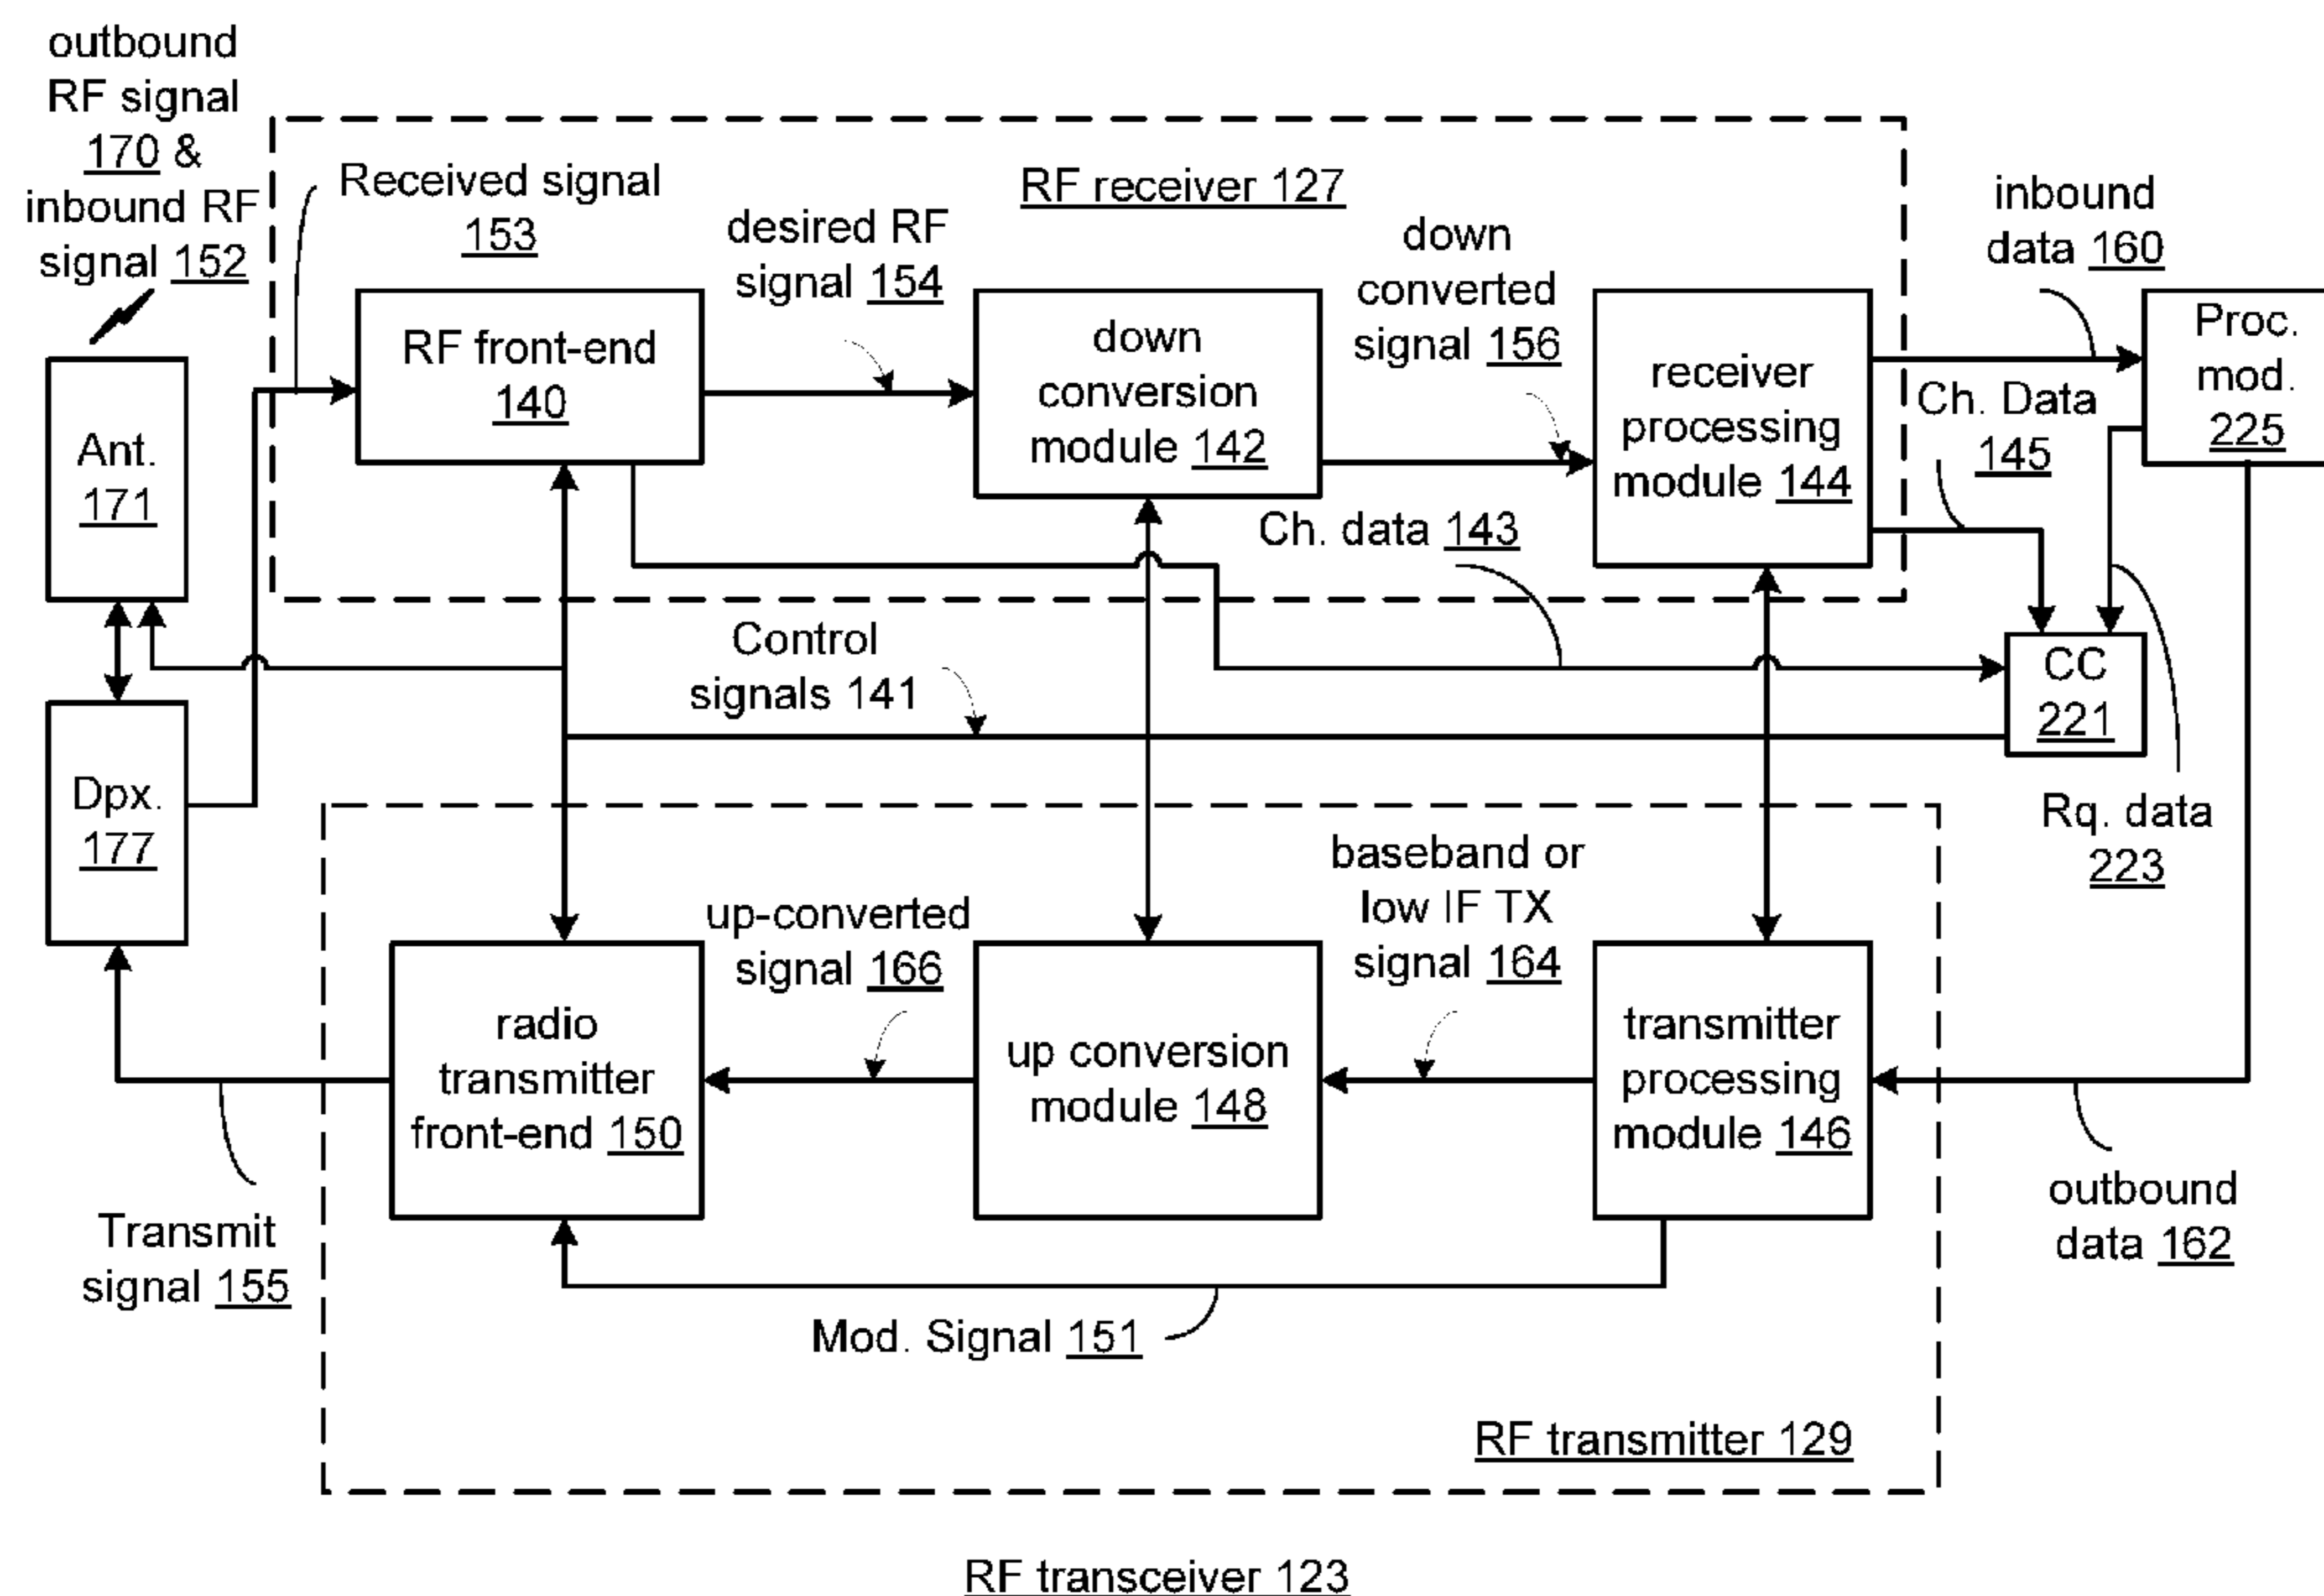 outbound
RF signal
170 &
inbound RF
signal 152
Received signal
153
RF receiver 127
desired RF
signal 154
down
converted
signal 156
inbound
data 160
RF front-end
140
down
conversion
module 142
receiver
processing
module 144
Proc.
mod.
225
Ch. Data
145
Ant.
171
Ch. data 143
Control
signals 141
CC
221
Dpx.
177
Rq. data
223
up-converted
signal 166
baseband or
low IF TX
signal 164
radio
transmitter
front-end 150
up conversion
module 148
transmitter
processing
module 146
Transmit
signal 155
outbound
data 162
Mod. Signal 151
RF transmitter 129
RF transceiver 123